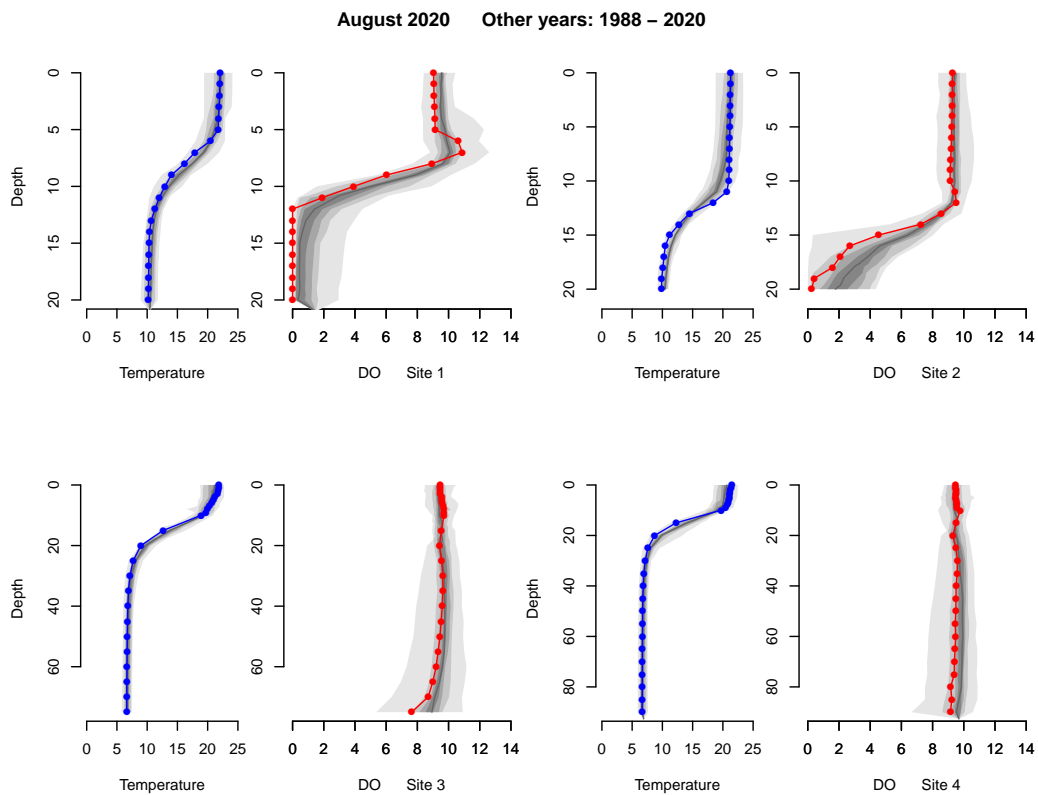 August 2020 Other years: 1988 – 2020
0 5 10 15 20
Depth
0 5 10 15 20 25
Temperature
0 5 10 15 20
0 2 4 6 8 10 12 14
DO Site 1
0 5 10 15 20
Depth
0 5 10 15 25
Temperature
0 5 10 15 20
0 2 4 6 8 10 12 14
DO Site 2
0 20 40 60
Depth
0 5 10 15 20 25
Temperature
0 20 40 60
0 2 4 6 8 10 12 14
DO Site 3
0 20 40 60 80
Depth
0 5 10 15 25
Temperature
0 20 40 60 80
0 2 4 6 8 10 12 14
DO Site 4